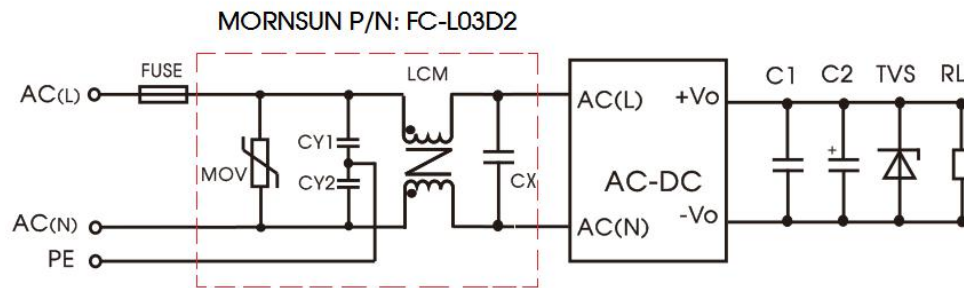 MORNSUN P/N: FC-L03D2
FUSE
LCM
C1 C2 TVS RL
AC(L)
AC(L) +Vo
CY1
MOV
CY2
CX
+
AC-DC
AC(N)
AC(N) -Vo
PE